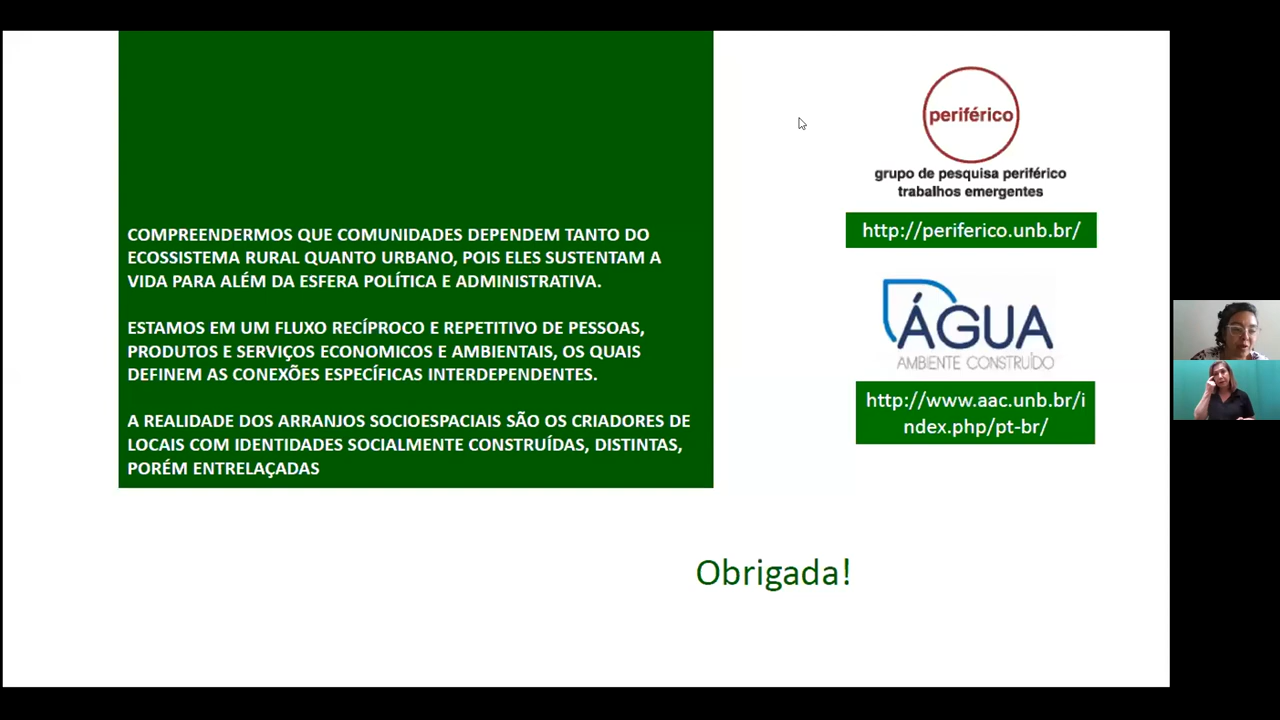 COMPREENDERMOS QUE COMUNIDADES DEPENDEM TANTO DO
ECOSSISTEMA RURAL QUANTO URBANO, POIS ELES SUSTENTAM A
VIDA PARA ALÉM DA ESFERA POLÍTICA E ADMINISTRATIVA.
ESTAMOS EM UM FLUXO RECÍPROCO E REPETITIVO DE PESSOAS,
PRODUTOS E SERVIÇOS ECONOMICOS E AMBIENTAIS, OS QUAIS
DEFINEM AS CONEXÕES ESPECÍFICAS INTERDEPENDENTES.
A REALIDADE DOS ARRANJOS SOCIOESPACIAIS SÃO OS CRIADORES DE
LOCAIS COM IDENTIDADES SOCIALMENTE CONSTRUÍDAS, DISTINTAS,
PORÉM ENTRELAÇADAS
periférico
grupo de pesquisa periférico
trabalhos emergentes
http://periferico.unb.br/
ÁGUA
AMBIENTE CONSTRUÍDO
http://www.aac.unb.br/i
ndex.php/pt-br/
Obrigada!